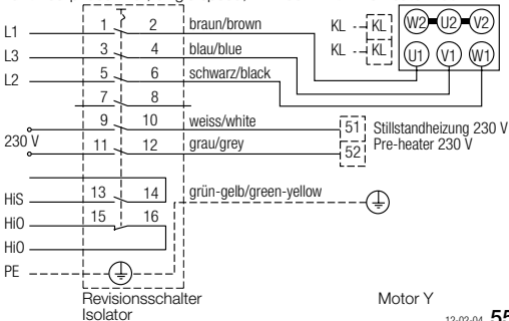 L1 1 2 braun/brown KL KL W2 U2 V2
L3 3 4 blau/blue KL KL U1 V1 W1
L2 5 6 schwarz/black
7 8
9 10 weiss/white 51 Stillstandheizung 230 V
230 V 11 12 grau/grey 52 Pre-heater 230 V
HiS 13 14 grün-gelb/green-yellow
HiO 15 16
HiO
PE
Revisionsschalter Motor Y
Isolator 12-02-04 55